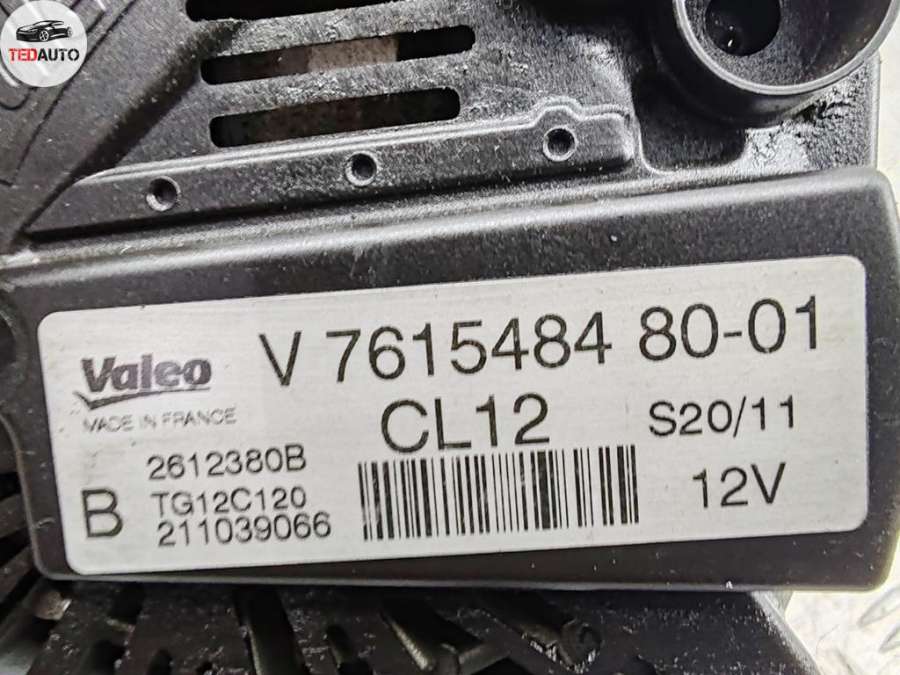 TEDAUTO
Valeo
MADE IN FRANCE
V 7615484 80-01
CL12
S20/11
2612380B
B
TG12C120
211039066
12V